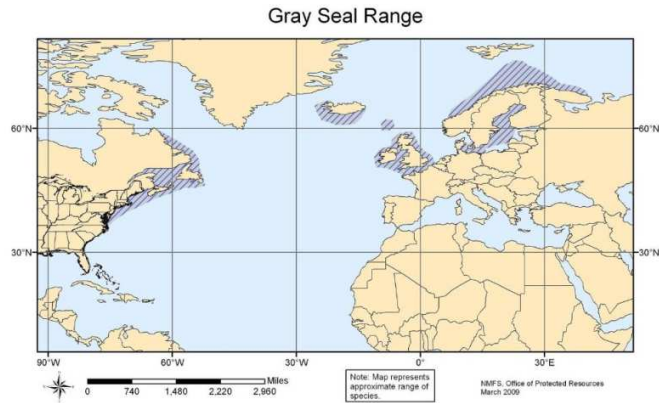 Gray Seal Range
60°N
60°N
30°N
30°N
90°W
60°W
30°W
0°
30°E
Miles
0
740
1,480
2,220
2,960
Note: Map represents
approximate range of
species.
NMFS, Office of Protected Resources
March 2009